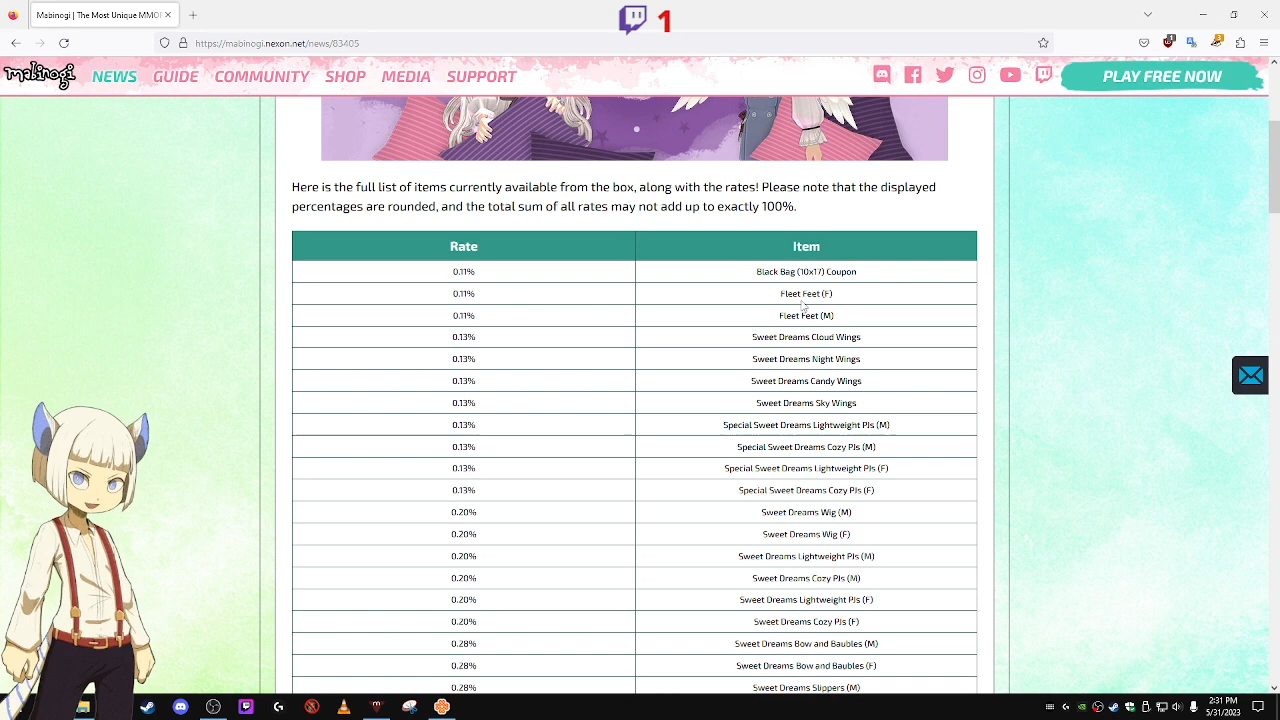 Mabinogi | The Most Unique MMOF
1
https://mabinogi.nexon.net/news/83405
3
mabinogi
NEWS GUIDE COMMUNITY SHOP MEDIA SUPPORT
PLAY FREE NOW
Here is the full list of items currently available from the box, along with the rates! Please note that the displayed
percentages are rounded, and the total sum of all rates may not add up to exactly 100%.
Rate Item
0.11% Black Bag (10x17) Coupon
0.11% Fleet Feet (F)
0.11% Fleet Feet (M)
0.13% Sweet Dreams Cloud Wings
0.13% Sweet Dreams Night Wings
0.13% Sweet Dreams Candy Wings
0.13% Sweet Dreams Sky Wings
0.13% Special Sweet Dreams Lightweight PJs (M)
0.13% Special Sweet Dreams Cozy PJs (M)
0.13% Special Sweet Dreams Lightweight PJs (F)
0.13% Special Sweet Dreams Cozy PJs (F)
0.20% Sweet Dreams Wig (M)
0.20% Sweet Dreams Wig (F)
0.20% Sweet Dreams Lightweight PJs (M)
0.20% Sweet Dreams Cozy PJs (M)
0.20% Sweet Dreams Lightweight PJs (F)
0.20% Sweet Dreams Cozy PJs (F)
0.28% Sweet Dreams Bow and Baubles (M)
0.28% Sweet Dreams Bow and Baubles (F)
0.28% Sweet Dreams Slippers (M)
2:31 PM
5/31/2023